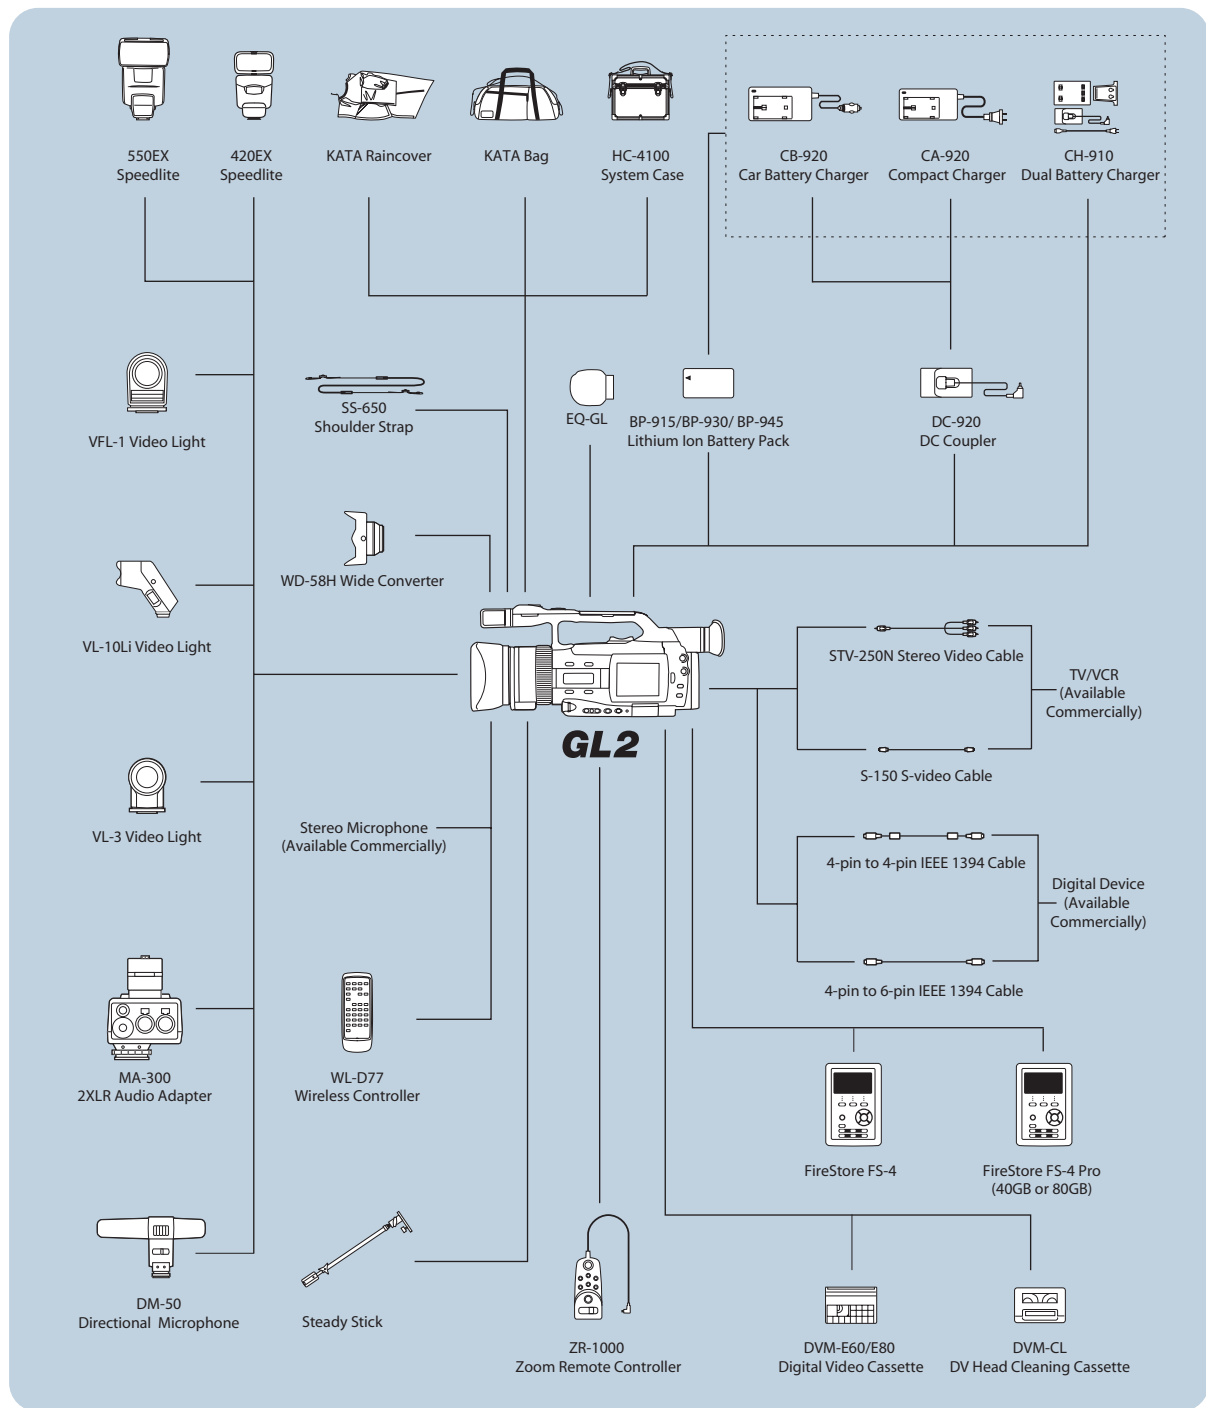 550EX
Speedlite
420EX
Speedlite
KATA Raincover
KATA Bag
HC-4100
System Case
CB-920
Car Battery Charger
CA-920
Compact Charger
CH-910
Dual Battery Charger
VFL-1 Video Light
SS-650
Shoulder Strap
EQ-GL
BP-915/BP-930/ BP-945
Lithium Ion Battery Pack
DC-920
DC Coupler
WD-58H Wide Converter
VL-10Li Video Light
STV-250N Stereo Video Cable
TV/VCR
(Available
Commercially)
GL2
S-150 S-video Cable
VL-3 Video Light
Stereo Microphone
(Available Commercially)
4-pin to 4-pin IEEE 1394 Cable
Digital Device
(Available
Commercially)
4-pin to 6-pin IEEE 1394 Cable
MA-300
2XLR Audio Adapter
WL-D77
Wireless Controller
FireStore FS-4
FireStore FS-4 Pro
(40GB or 80GB)
DM-50
Directional Microphone
Steady Stick
ZR-1000
Zoom Remote Controller
DVM-E60/E80
Digital Video Cassette
DVM-CL
DV Head Cleaning Cassette